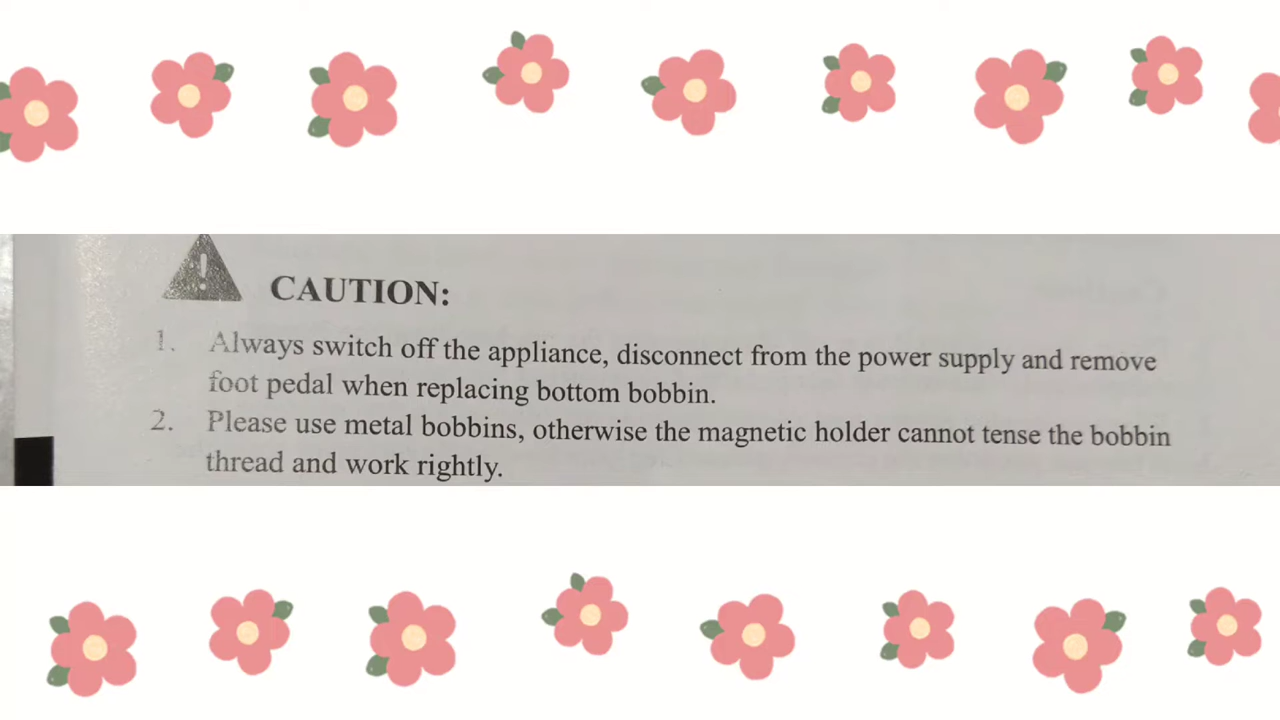 CAUTION:
1. Always switch off the appliance, disconnect from the power supply and remove
foot pedal when replacing bottom bobbin.
2. Please use metal bobbins, otherwise the magnetic holder cannot tense the bobbin
thread and work rightly.